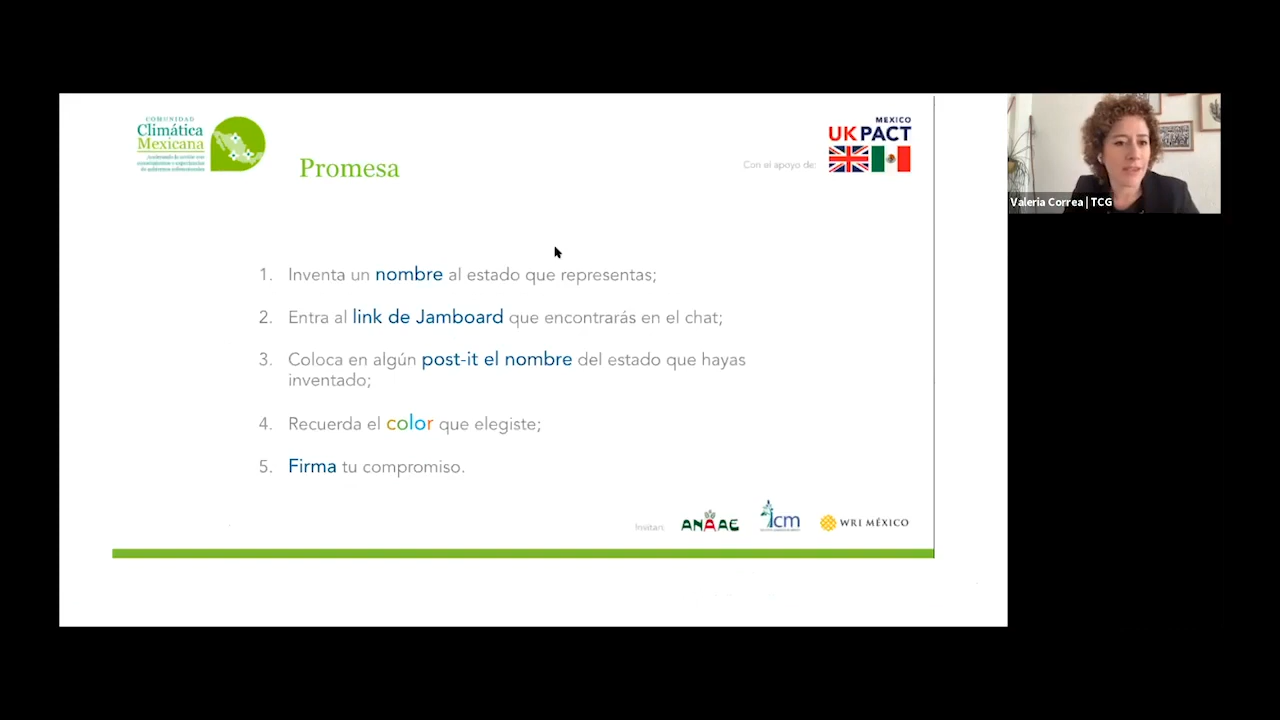 COMUNIDAD
Climática
Mexicana
MEXICO
UK PACT
Con el apoyo de:
Promesa
Valeria Correa | TCG
1. Inventa un nombre al estado que representas;
2. Entra al link de Jamboard que encontrarás en el chat;
3. Coloca en algún post-it el nombre del estado que hayas
inventado;
4. Recuerda el color que elegiste;
5. Firma tu compromiso.
Invitan:
ANAAE
icm
WRI MÉXICO